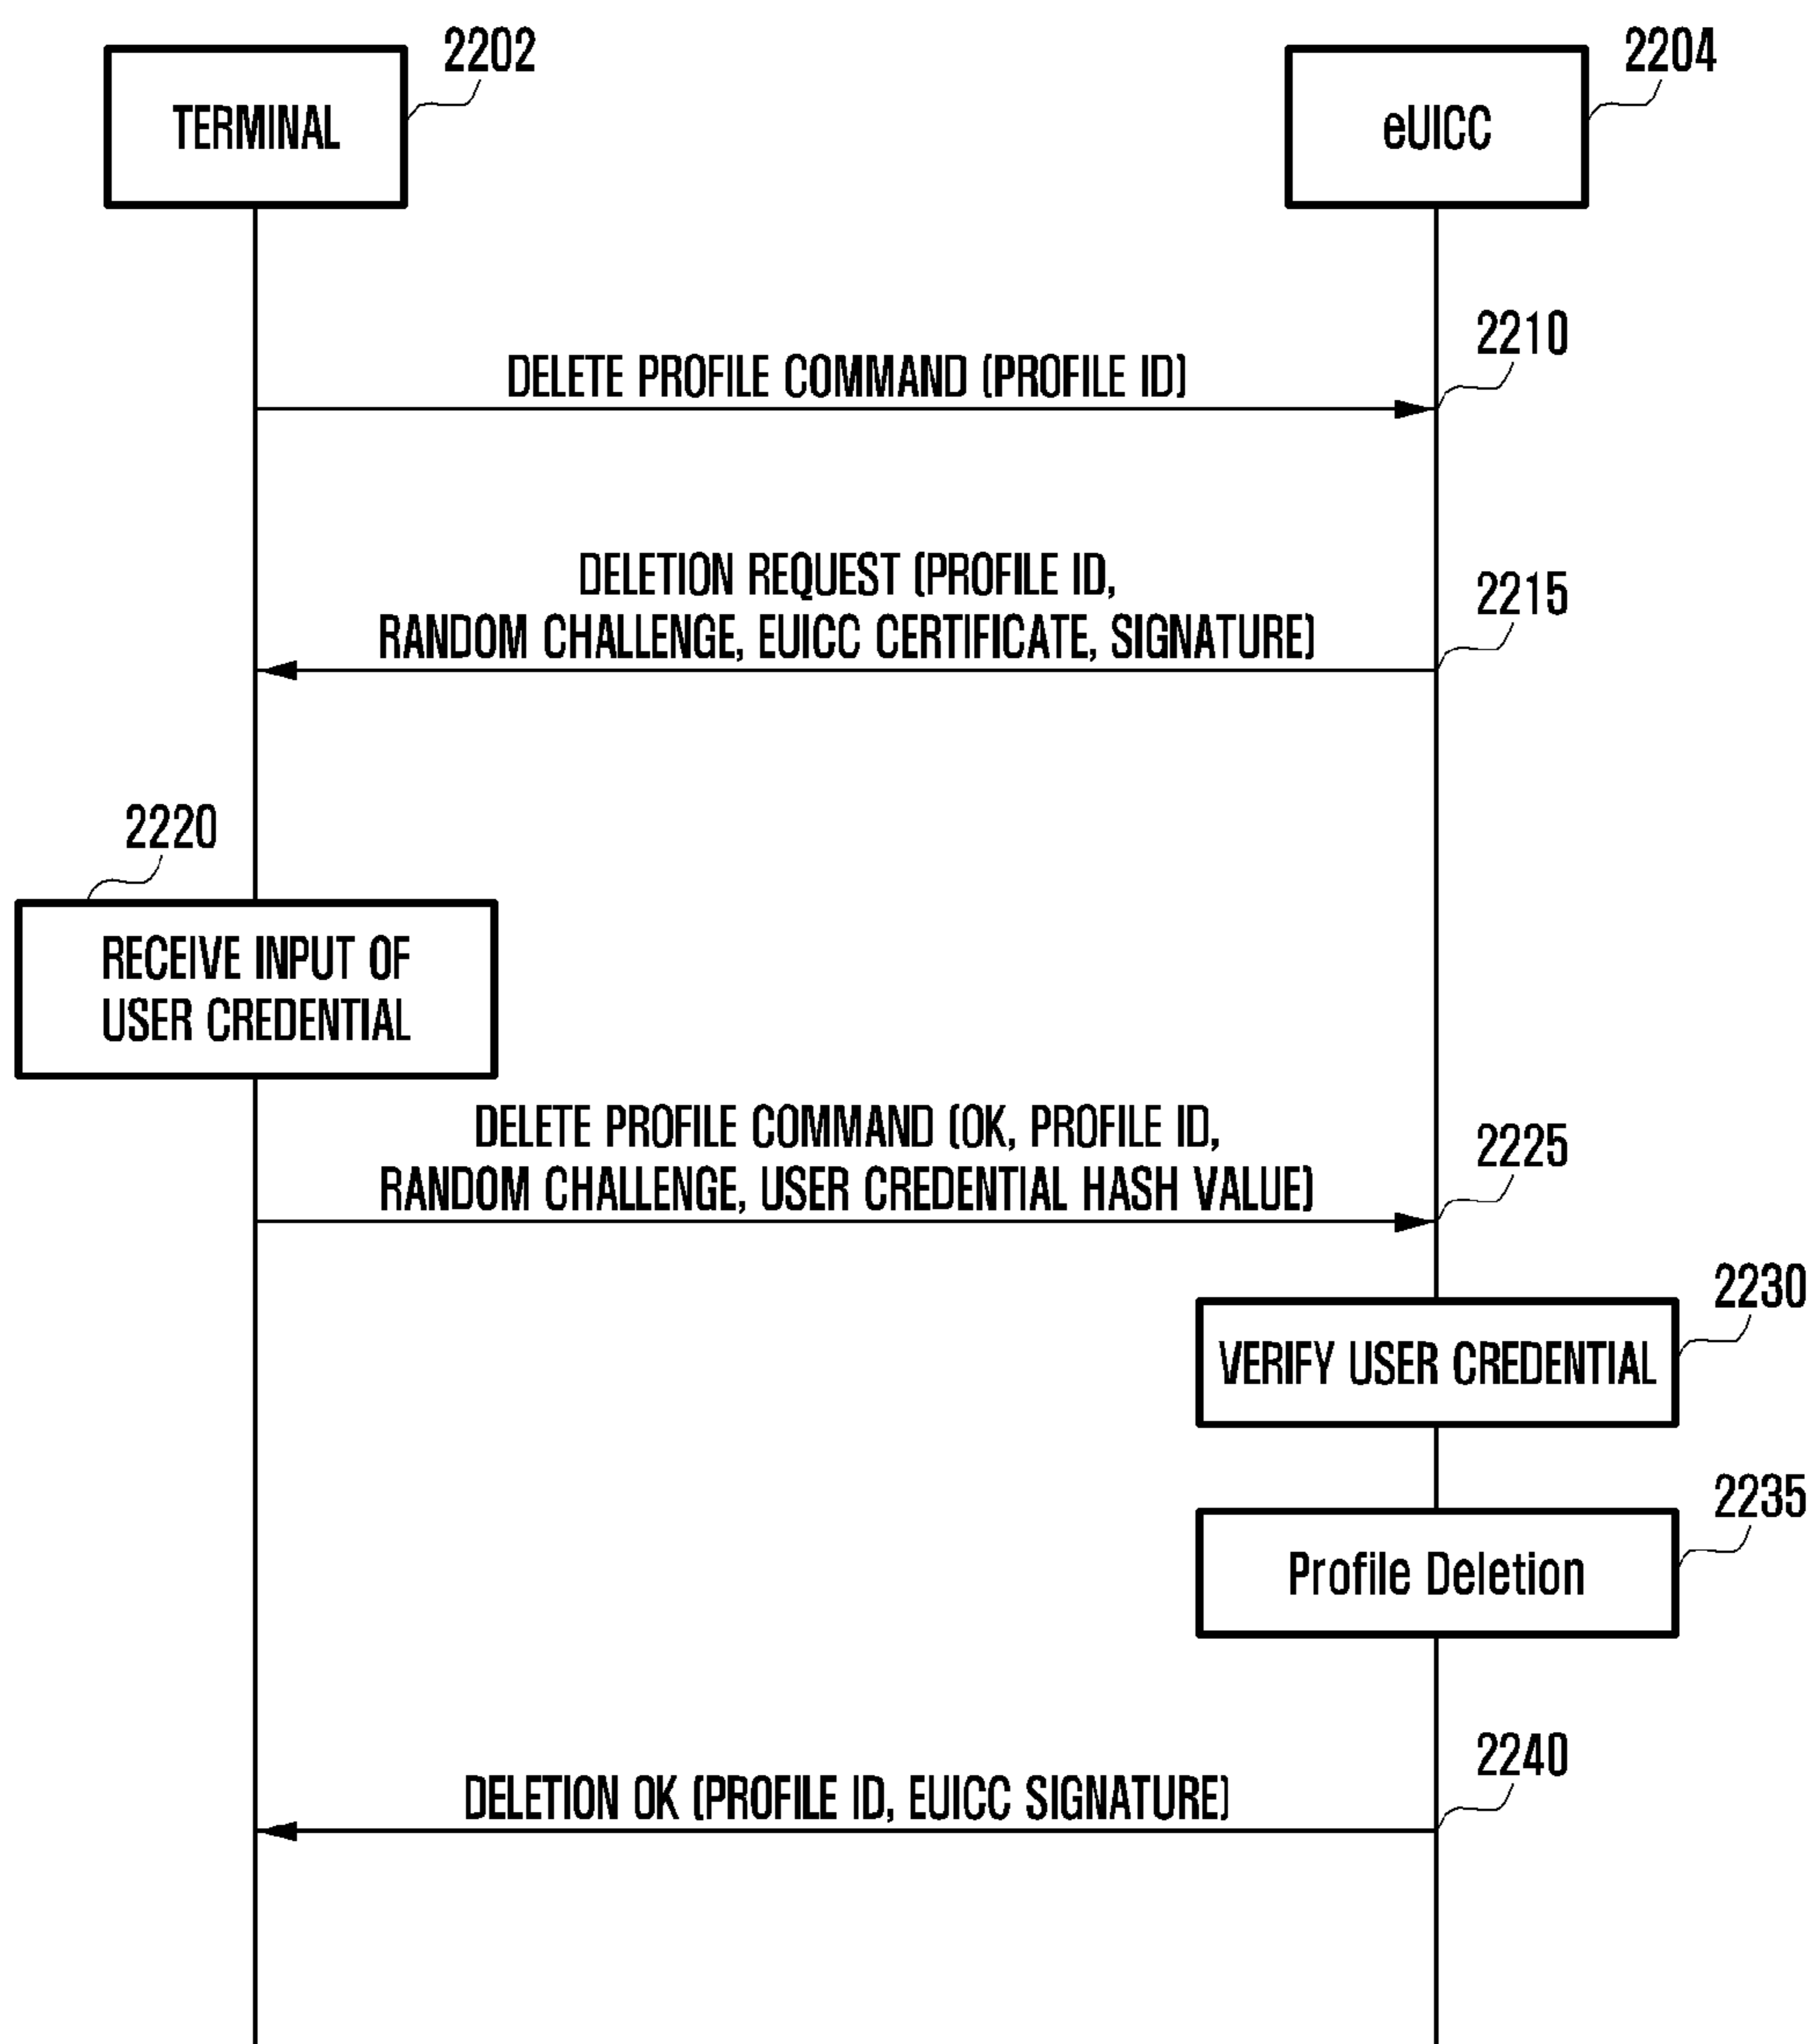 2202
2204
TERMINAL
eUICC
2210
DELETE PROFILE COMMAND (PROFILE ID)
DELETION REQUEST (PROFILE ID,
2215
RANDOM CHALLENGE, EUICC CERTIFICATE, SIGNATURE)
2220
RECEIVE INPUT OF
USER CREDENTIAL
DELETE PROFILE COMMAND (OK, PROFILE ID,
2225
RANDOM CHALLENGE, USER CREDENTIAL HASH VALUE)
2230
VERIFY USER CREDENTIAL
2235
Profile Deletion
2240
DELETION OK (PROFILE ID, EUICC SIGNATURE)